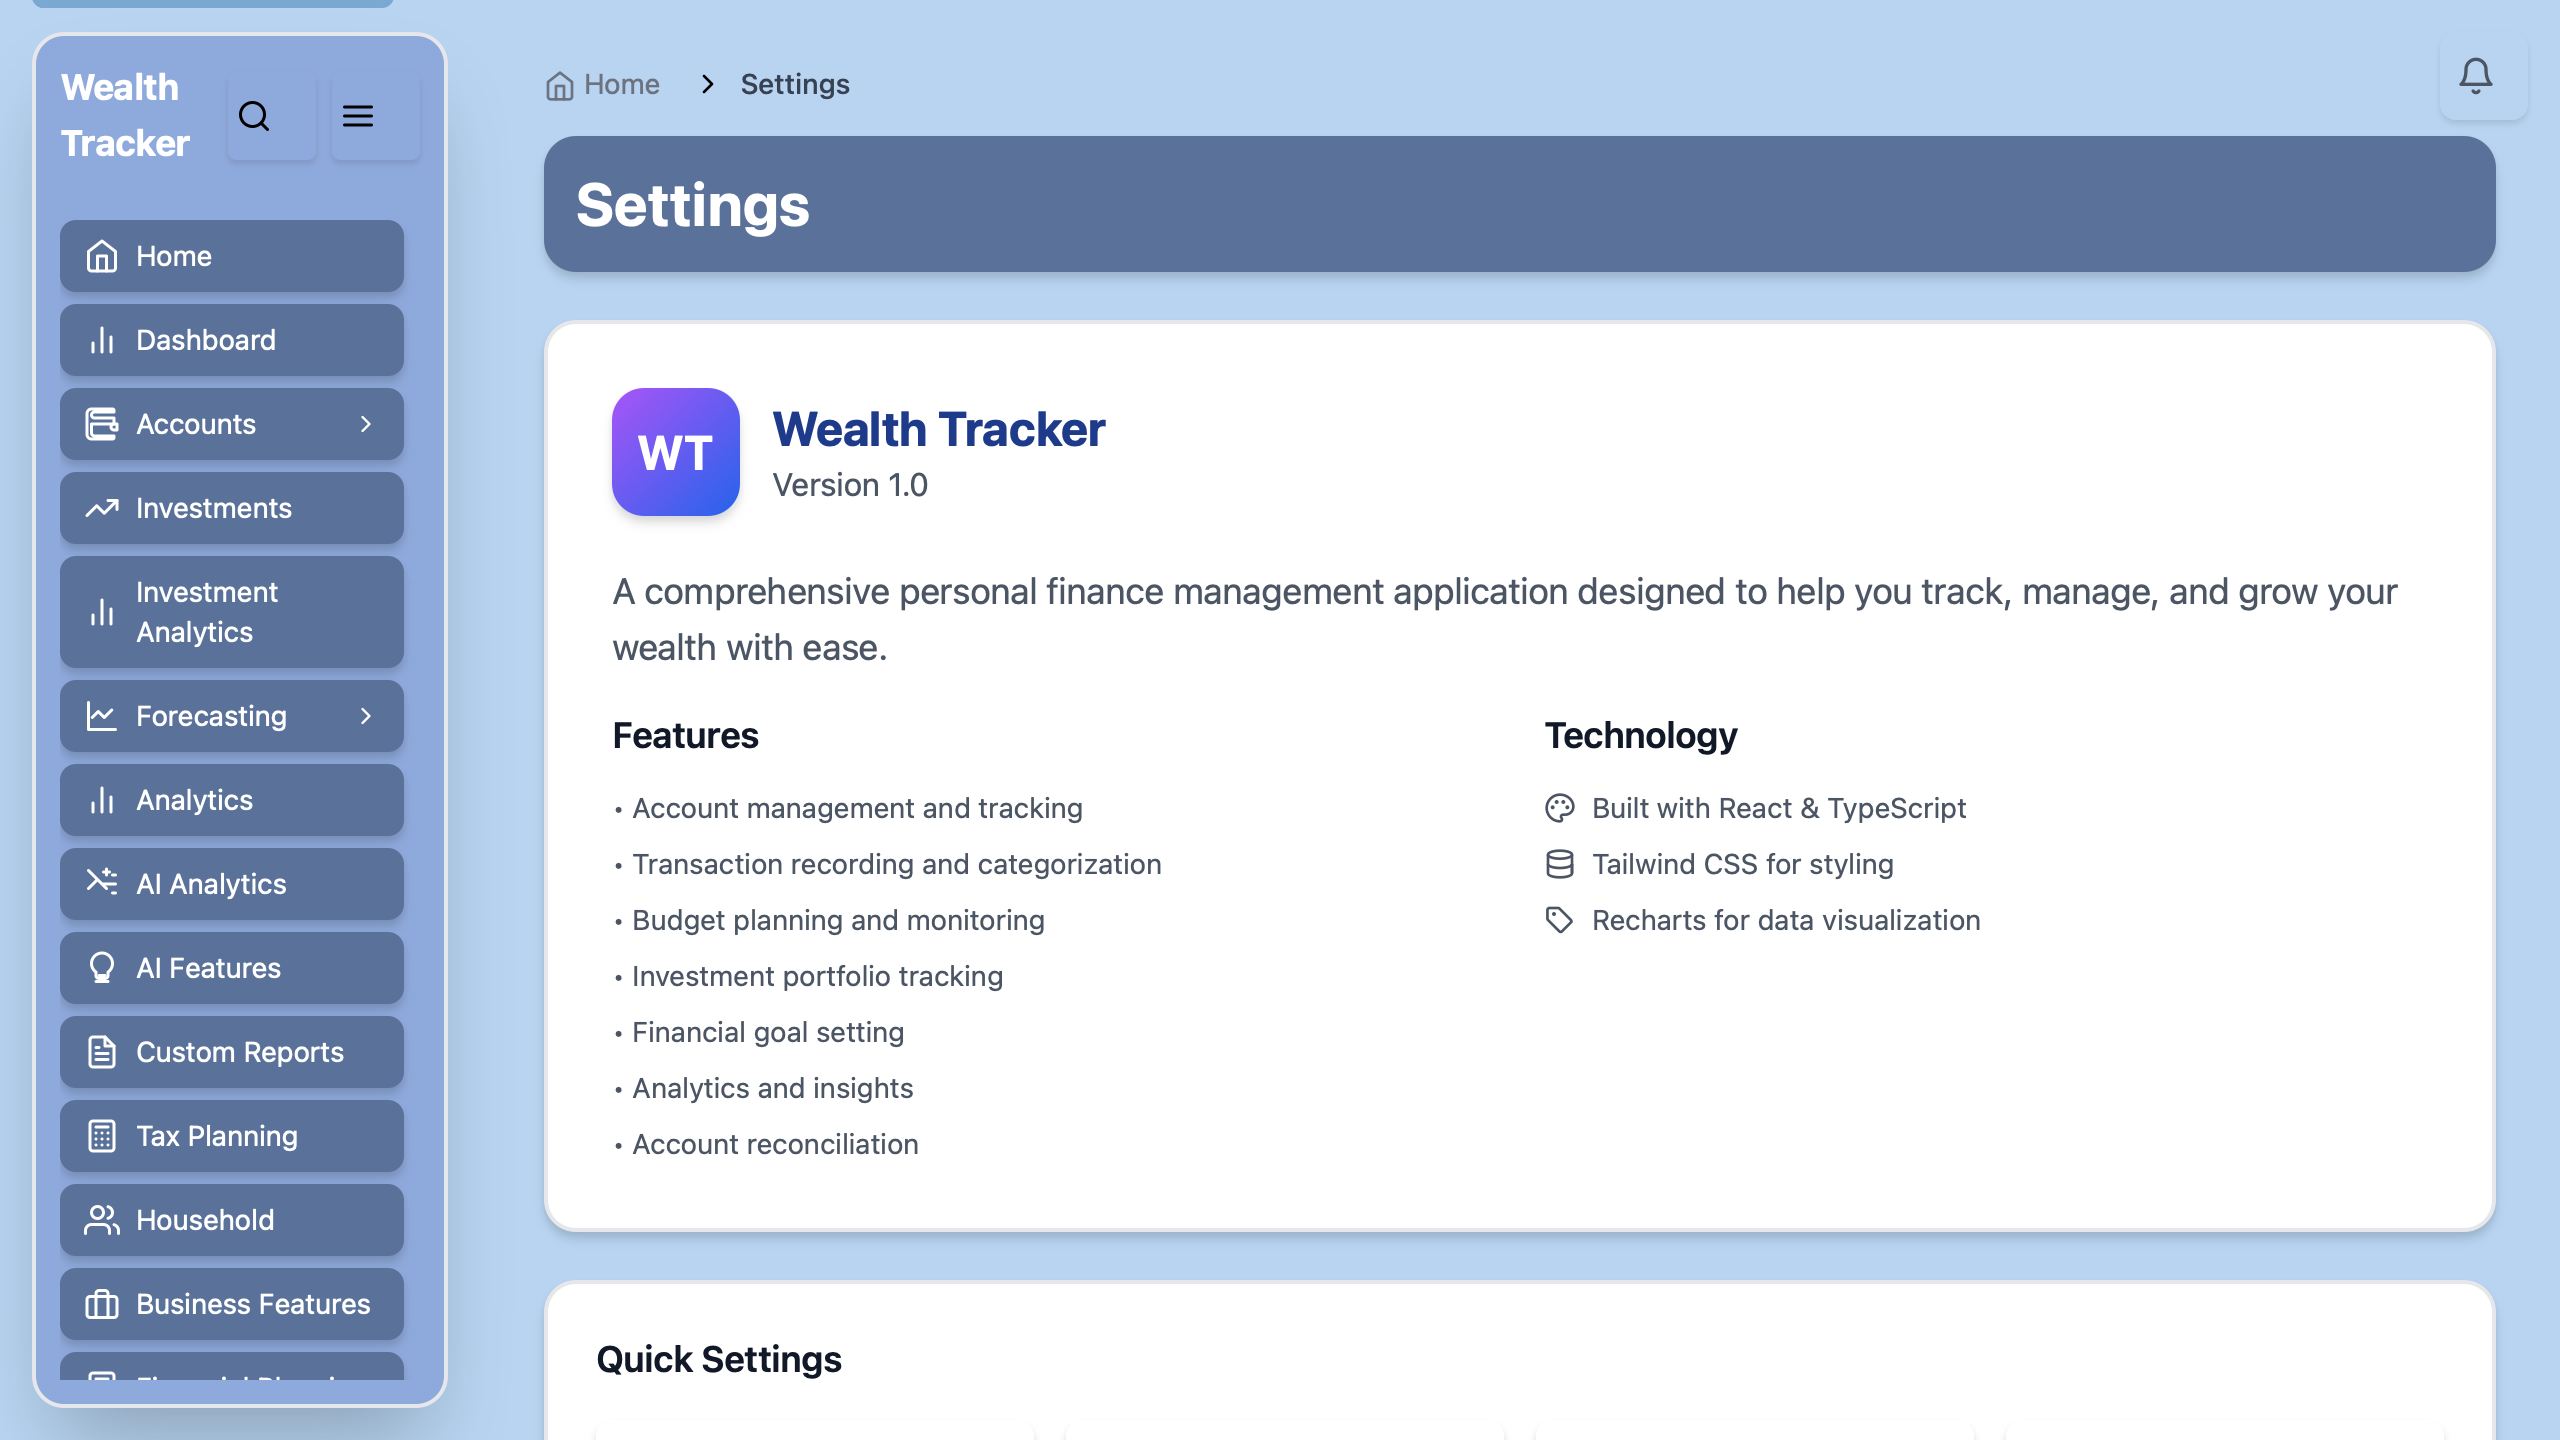 Wealth
Tracker
Home
Dashboard
Accounts
Investments
Investment
Analytics
Forecasting
Analytics
AI Analytics
AI Features
Custom Reports
Tax Planning
Household
Business Features
Home
Settings
Settings
WT
Wealth Tracker
Version 1.0
A comprehensive personal finance management application designed to help you track, manage, and grow your
wealth with ease.
Features
• Account management and tracking
• Transaction recording and categorization
• Budget planning and monitoring
• Investment portfolio tracking
• Financial goal setting
• Analytics and insights
• Account reconciliation
Technology
Built with React & TypeScript
Tailwind CSS for styling
Recharts for data visualization
Quick Settings